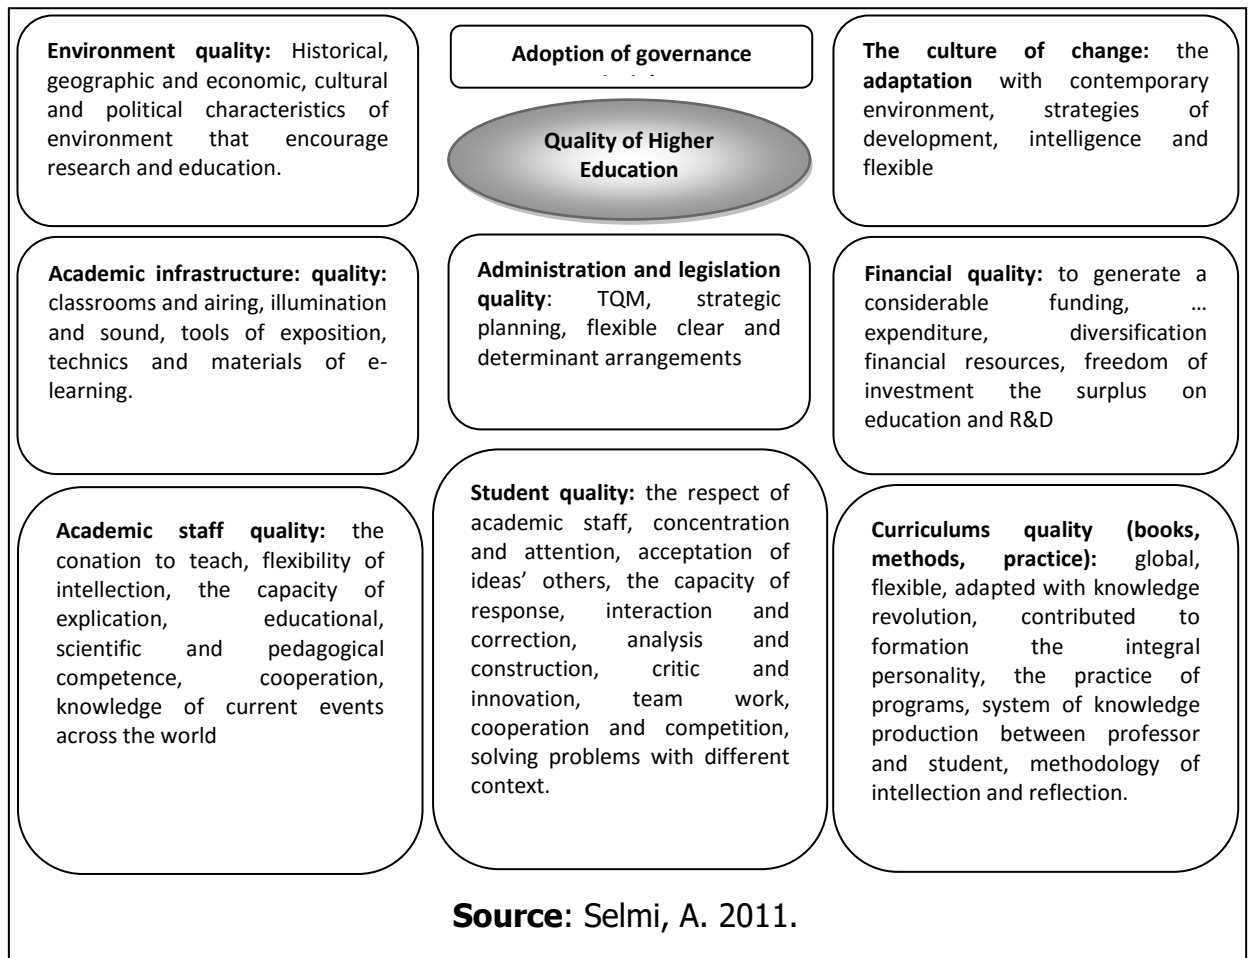 Environment quality: Historical,
geographic and economic, cultural
and political characteristics of
environment that encourage
research and education.
Adoption of governance
Quality of Higher
Education
The culture of change: the
adaptation with contemporary
environment, strategies of
development, intelligence and
flexible
Academic infrastructure: quality:
classrooms and airing, illumination
and sound, tools of exposition,
technics and materials of e-
learning.
Administration and legislation
quality: TQM, strategic
planning, flexible clear and
determinant arrangements
Financial quality: to generate a
considerable funding, …
expenditure, diversification
financial resources, freedom of
investment the surplus on
education and R&D
Academic staff quality: the
conation to teach, flexibility of
intellection, the capacity of
explication, educational,
scientific and pedagogical
competence, cooperation,
knowledge of current events
across the world
Student quality: the respect of
academic staff, concentration
and attention, acceptation of
ideas’ others, the capacity of
response, interaction and
correction, analysis and
construction, critic and
innovation, team work,
cooperation and competition,
solving problems with different
context.
Curriculums quality (books,
methods, practice): global,
flexible, adapted with knowledge
revolution, contributed to
formation the integral
personality, the practice of
programs, system of knowledge
production between professor
and student, methodology of
intellection and reflection.
Source: Selmi, A. 2011.